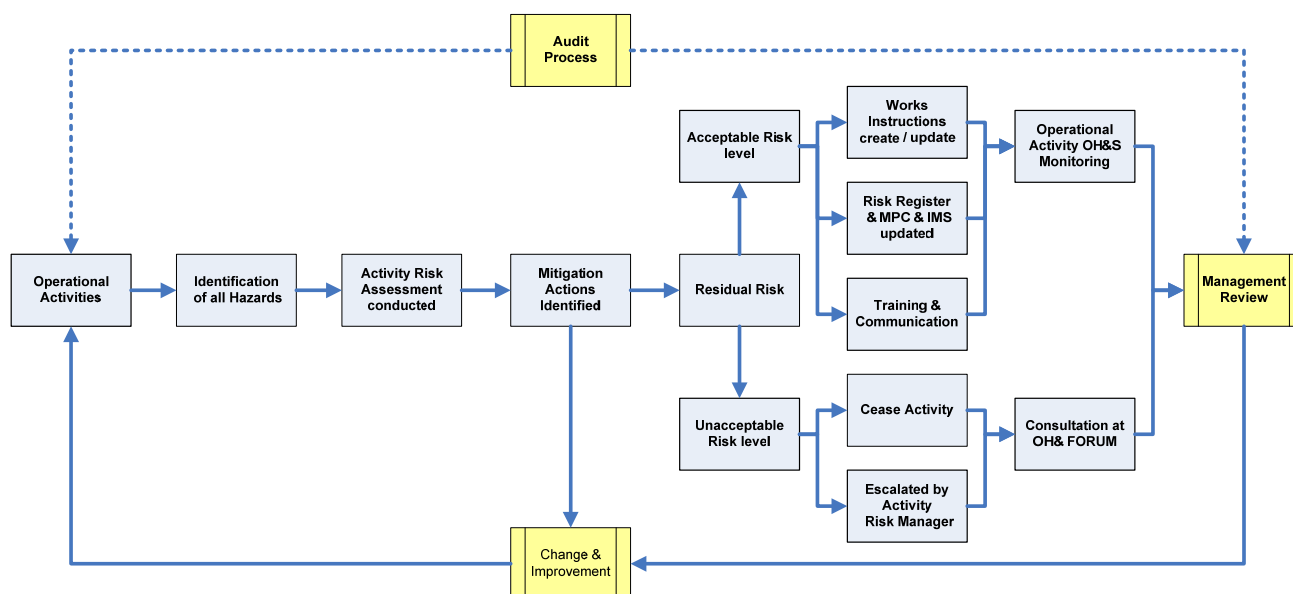 Audit
Process
Works
Instructions
create / update
Acceptable Risk
level
Operational
Activity OH&S
Monitoring
Risk Register
& MPC & IMS
updated
Operational
Activities
Identification
of all Hazards
Activity Risk
Assessment
conducted
Mitigation
Actions
Identified
Residual Risk
Training &
Communication
Management
Review
Unacceptable
Risk level
Cease Activity
Consultation at
OH& FORUM
Escalated by
Activity
Risk Manager
Change &
Improvement